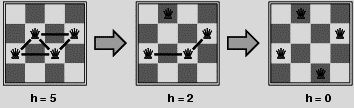 h = 5
h = 2
h = 0